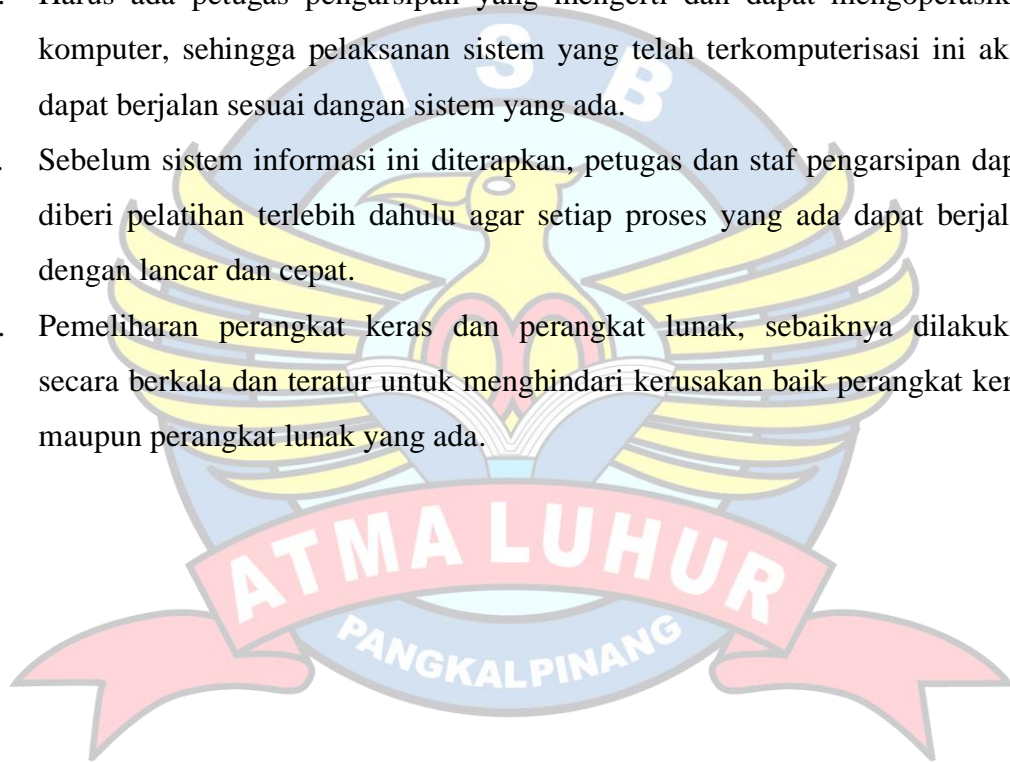 . Harus ada petugas pengarsipan yang mengerti dan dapat mengoperasik
komputer, sehingga pelaksanan sistem yang telah terkomputerisasi ini ak
dapat berjalan sesuai dangan sistem yang ada.
. Sebelum sistem informasi ini diterapkan, petugas dan staf pengarsipan dap
diberi pelatihan terlebih dahulu agar setiap proses yang ada dapat berjal
dengan lancar dan cepat.
. Pemeliharan perangkat keras dan perangkat lunak, sebaiknya dilakuk
secara berkala dan teratur untuk menghindari kerusakan baik perangkat ker
maupun perangkat lunak yang ada.
I S B
ATMA LUHUR
PANGKALPINANG